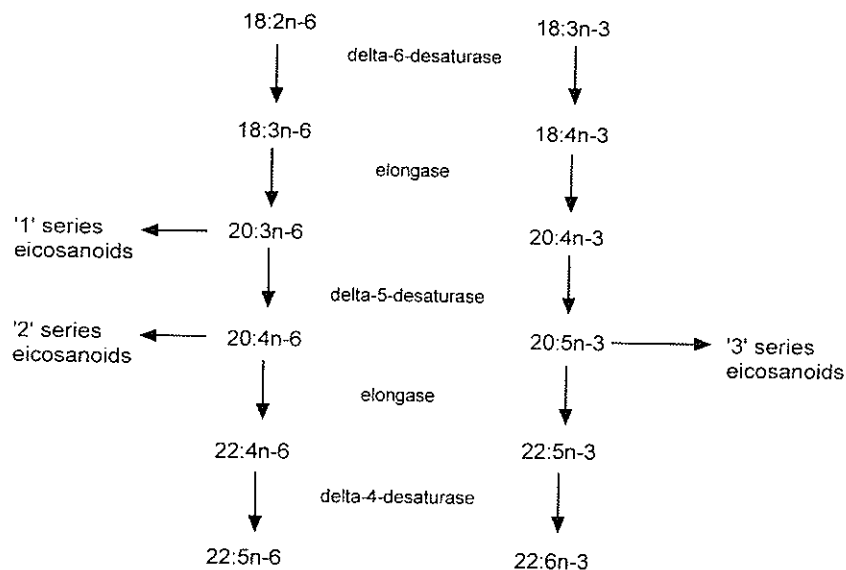 18:2n-6
18:3n-3
delta-6-desaturase
18:3n-6
18:4n-3
elongase
'1' series
eicosanoids
20:3n-6
20:4n-3
delta-5-desaturase
'2' series
eicosanoids
20:4n-6
20:5n-3
'3' series
eicosanoids
elongase
22:4n-6
22:5n-3
delta-4-desaturase
22:5n-6
22:6n-3